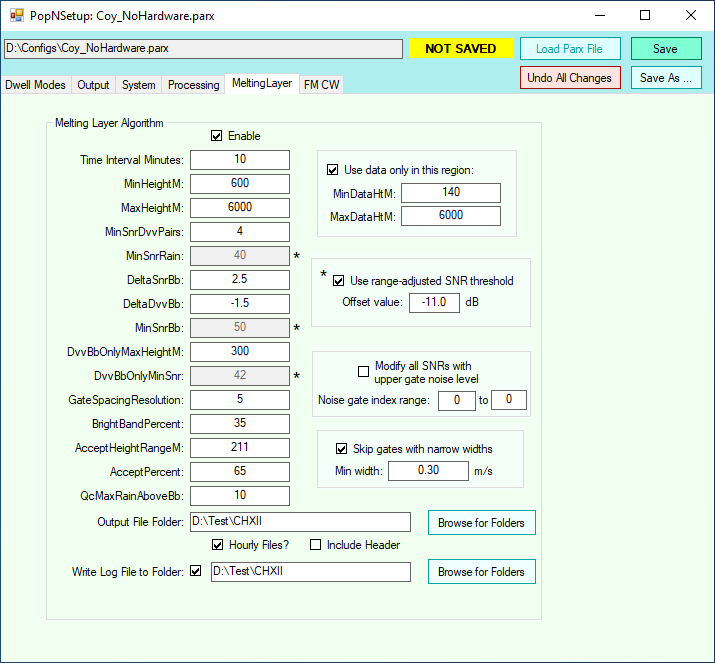 PopNSetup: Coy_NoHardware.parx
D:\Configs\Coy_NoHardware.parx
NOT SAVED
Load Parx File
Save
Undo All Changes
Save As ...
Dwell Modes
Output
System
Processing
MeltingLayer
FM CW
Melting Layer Algorithm
Enable
Time Interval Minutes: 10
MinHeightM: 600
MaxHeightM: 6000
MinSnrDvvPairs: 4
MinSnrRain: 40 *
DeltaSnrBb: 2.5
DeltaDvvBb: -1.5
MinSnrBb: 50 *
DvvBbOnlyMaxHeightM: 300
DvvBbOnlyMinSnr: 42 *
GateSpacingResolution: 5
BrightBandPercent: 35
AcceptHeightRangeM: 211
AcceptPercent: 65
QcMaxRainAboveBb: 10
Use data only in this region:
MinDataHtM: 140
MaxDataHtM: 6000
* Use range-adjusted SNR threshold
Offset value: -11.0 dB
Modify all SNRs with
upper gate noise level
Noise gate index range: 0 to 0
Skip gates with narrow widths
Min width: 0.30 m/s
Output File Folder: D:\Test\CHXII Browse for Folders
Hourly Files? Include Header
Write Log File to Folder: D:\Test\CHXII Browse for Folders